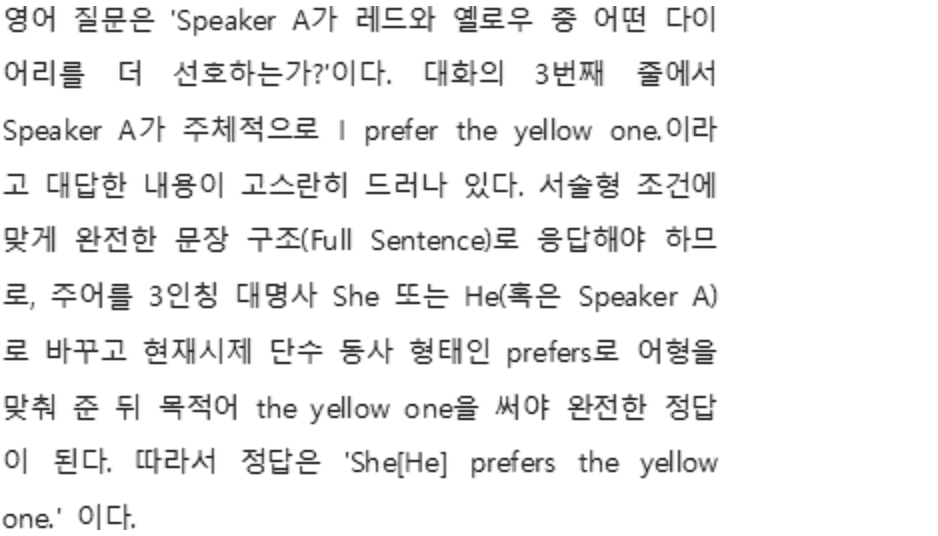 영어 질문은 'Speaker A가 레드와 옐로우 중 어떤 다이
어리를 더 선호하는가?'이다. 대화의 3번째 줄에서
Speaker A가 주체적으로 I prefer the yellow one.이라
고 대답한 내용이 고스란히 드러나 있다. 서술형 조건에
맞게 완전한 문장 구조(Full Sentence)로 응답해야 하므
로, 주어를 3인칭 대명사 She 또는 He(혹은 Speaker A)
로 바꾸고 현재시제 단수 동사 형태인 prefers로 어형을
맞춰 준 뒤 목적어 the yellow one을 써야 완전한 정답
이 된다. 따라서 정답은 'She[He] prefers the yellow
one.' 이다.